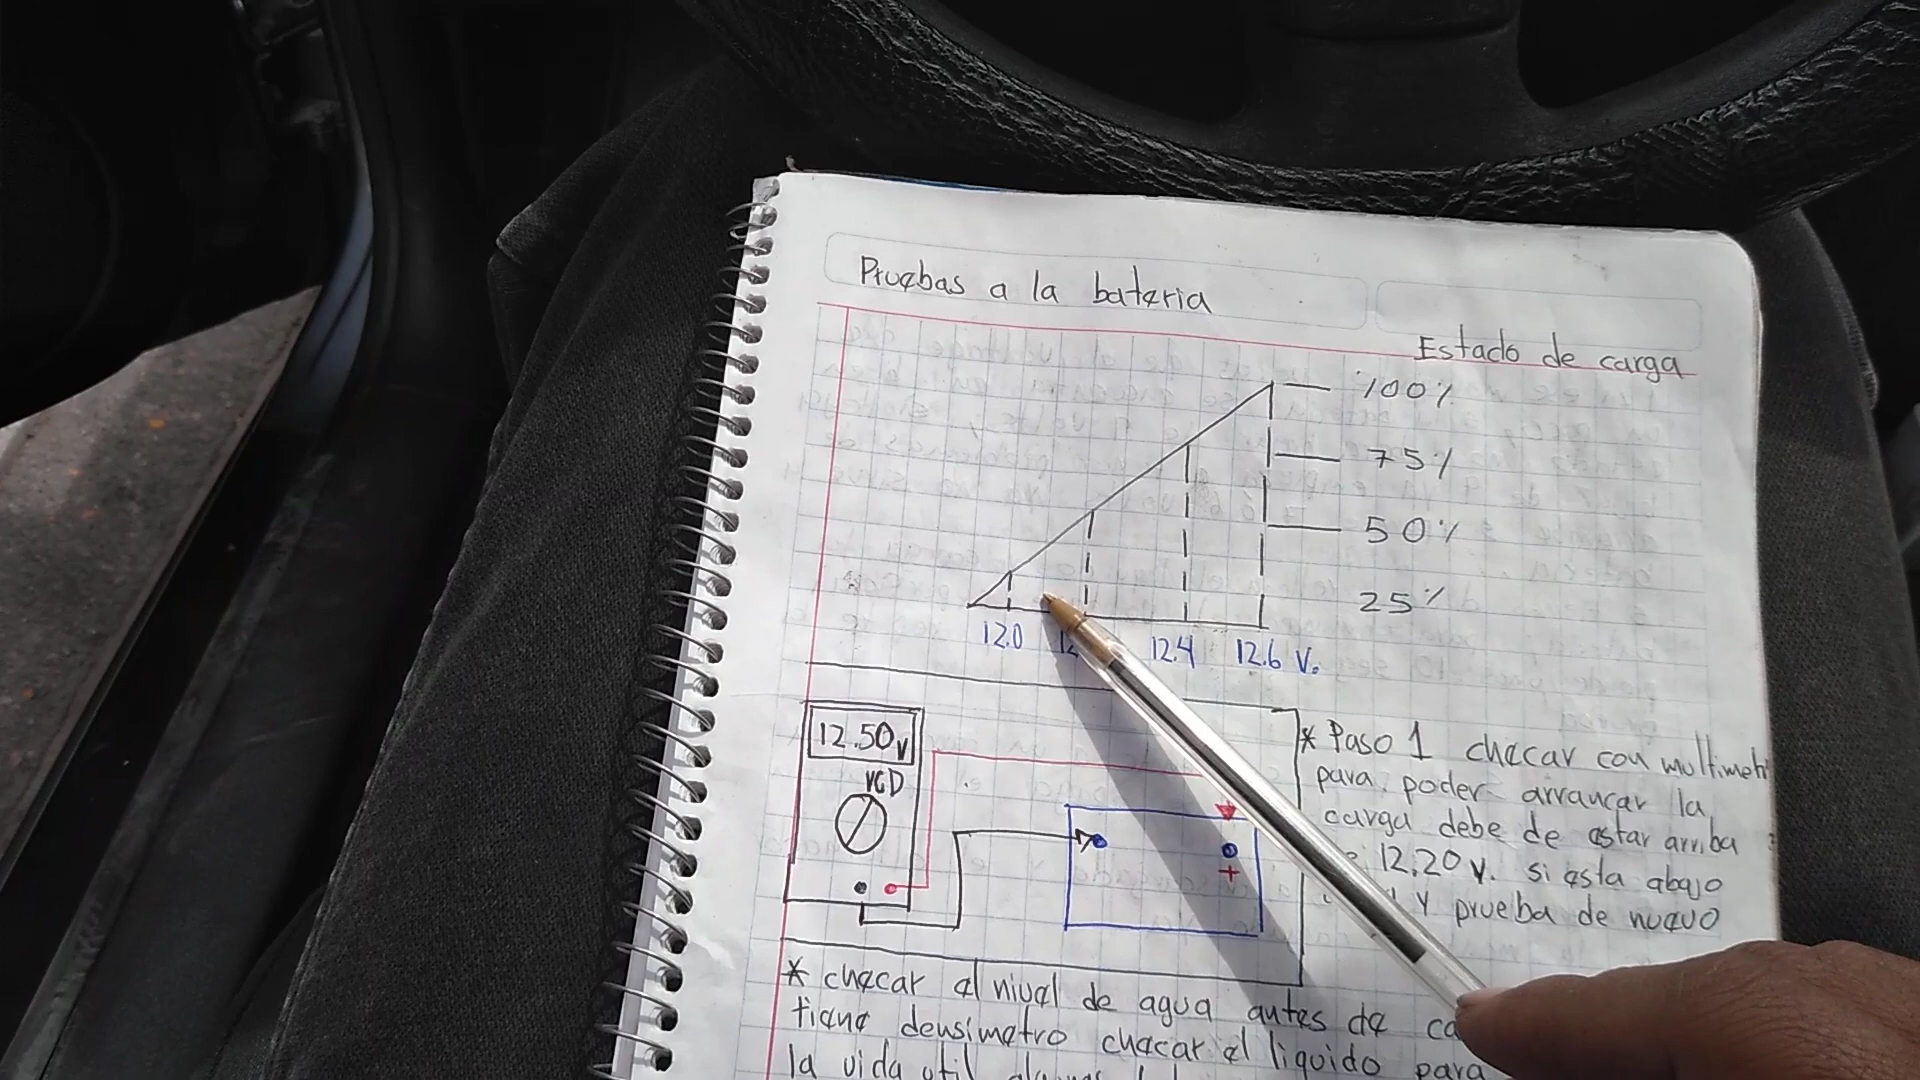 Pruebas a la bateria
Estado de carga
100%
75%
50%
25%
12.0 12.4 12.6 V.
12.50v
VCD
+
* Paso 1 checar con multimet
para poder arrancar la
carga debe de estar arriba
12.20 v. si esta abajo
y prueba de nuevo
* checar el nivel de agua antes de ca
tiene densimetro checar el liquido para
la vida util